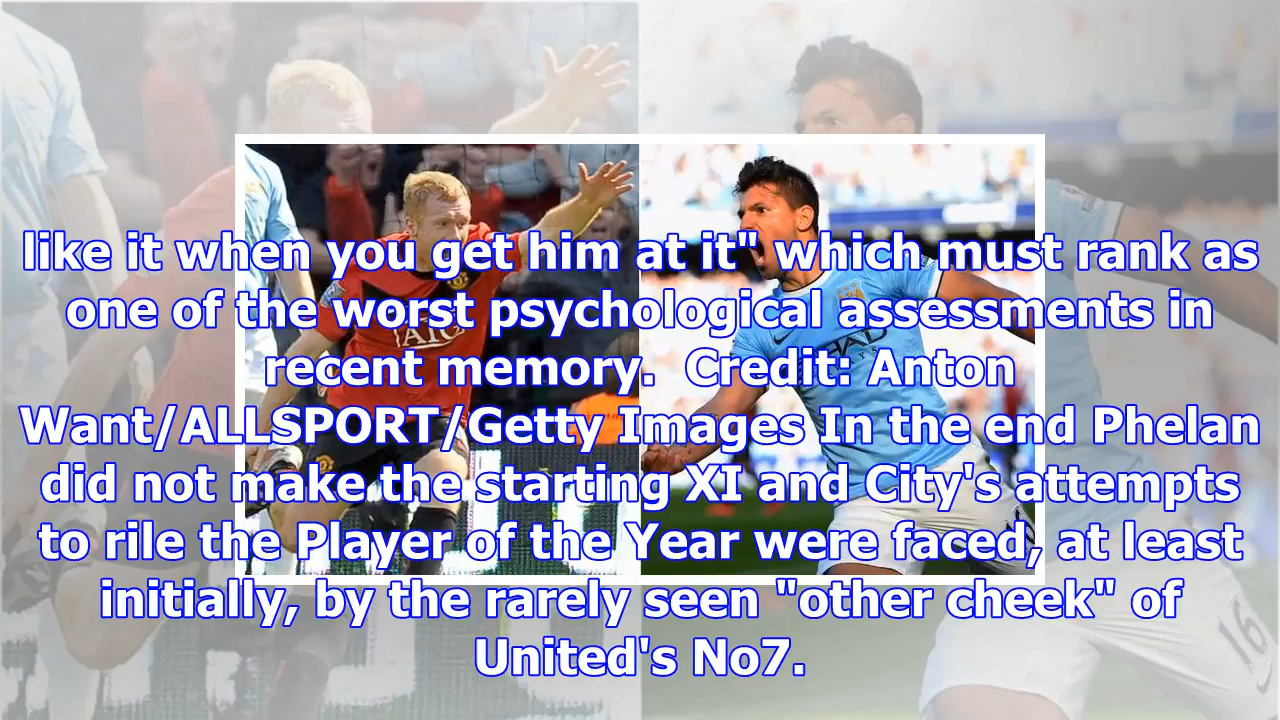 like it when you get him at it" which must rank as
one of the worst psychological assessments in
recent memory.  Credit: Anton
Want/ALLSPORT/Getty Images In the end Phelan
did not make the starting XI and City's attempts
to rile the Player of the Year were faced, at least
initially, by the rarely seen "other cheek" of
United's No7.
16